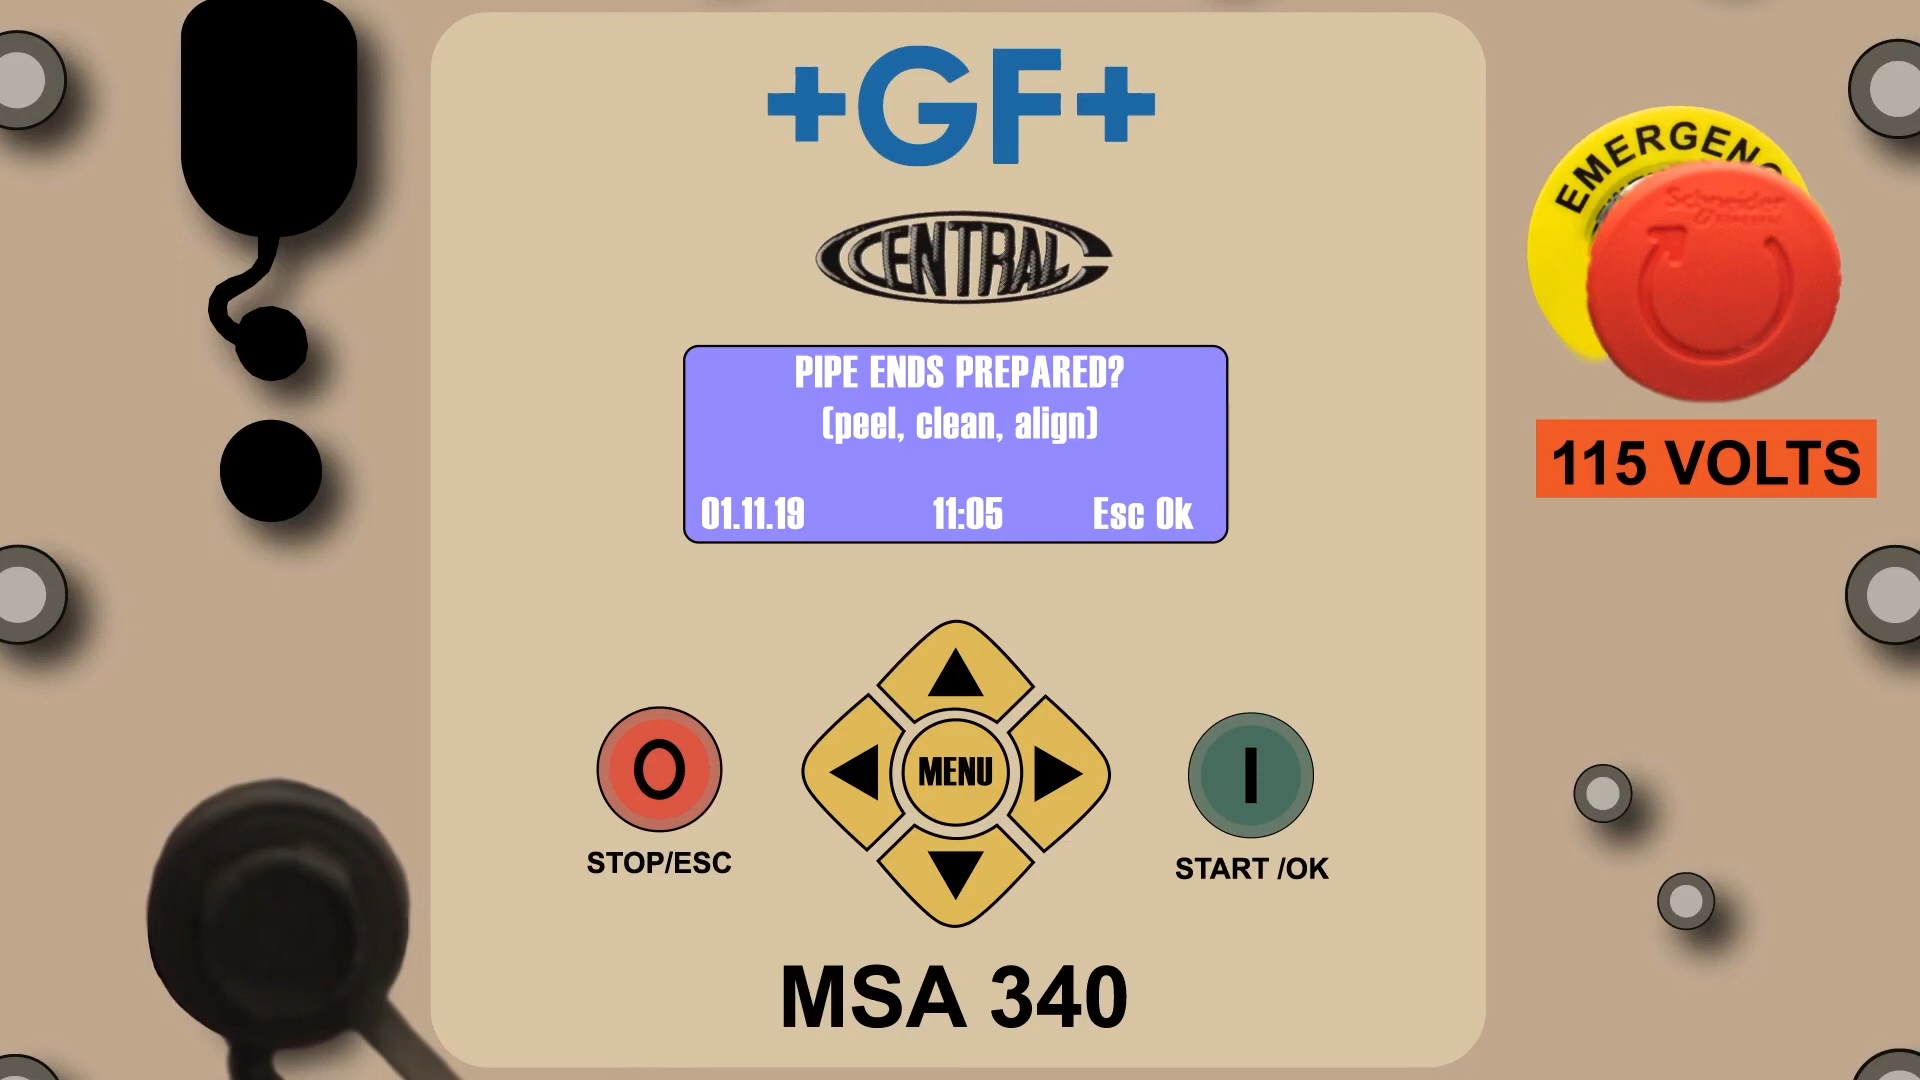 +GF+
CENTRAL
PIPE ENDS PREPARED?
(peel, clean, align)
01.11.19 11:05 Esc Ok
EMERGENC
Schneider
115 VOLTS
MENU
O
I
STOP/ESC
START /OK
MSA 340